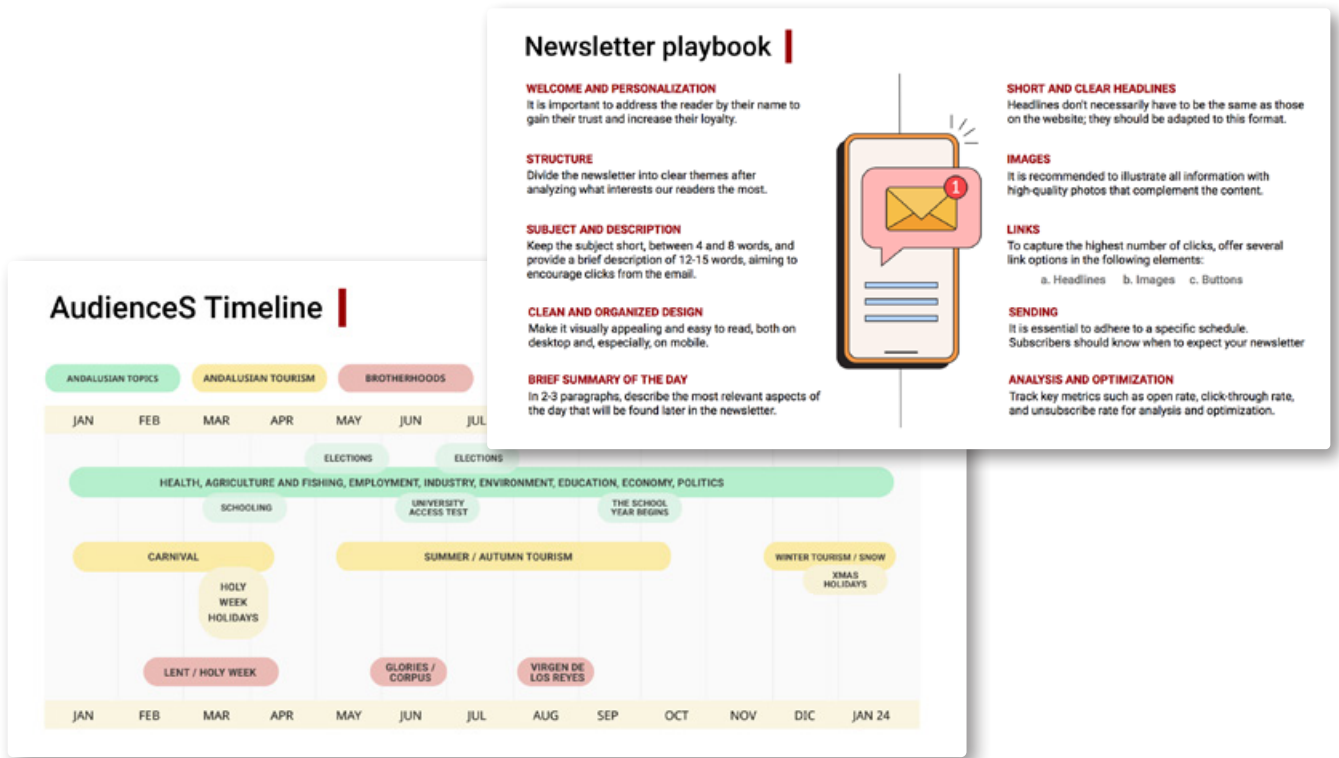 Newsletter playbook
WELCOME AND PERSONALIZATION
It is important to address the reader by their name to
gain their trust and increase their loyalty.
STRUCTURE
Divide the newsletter into clear themes after
analyzing what interests our readers the most.
SUBJECT AND DESCRIPTION
Keep the subject short, between 4 and 8 words, and
provide a brief description of 12-15 words, aiming to
encourage clicks from the email.
CLEAN AND ORGANIZED DESIGN
Make it visually appealing and easy to read, both on
desktop and, especially, on mobile.
BRIEF SUMMARY OF THE DAY
In 2-3 paragraphs, describe the most relevant aspects of
the day that will be found later in the newsletter.
1
SHORT AND CLEAR HEADLINES
Headlines don't necessarily have to be the same as those
on the website; they should be adapted to this format.
IMAGES
It is recommended to illustrate all information with
high-quality photos that complement the content.
LINKS
To capture the highest number of clicks, offer several
link options in the following elements:
a. Headlines b. Images c. Buttons
SENDING
It is essential to adhere to a specific schedule.
Subscribers should know when to expect your newsletter
ANALYSIS AND OPTIMIZATION
Track key metrics such as open rate, click-through rate,
and unsubscribe rate for analysis and optimization.
AudienceS Timeline
ANDALUSIAN TOPICS ANDALUSIAN TOURISM BROTHERHOODS
JAN FEB MAR APR MAY JUN JUL
ELECTIONS ELECTIONS
HEALTH, AGRICULTURE AND FISHING, EMPLOYMENT, INDUSTRY, ENVIRONMENT, EDUCATION, ECONOMY, POLITICS
SCHOOLING
UNIVERSITY
ACCESS TEST
THE SCHOOL
YEAR BEGINS
CARNIVAL SUMMER / AUTUMN TOURISM WINTER TOURISM / SNOW
HOLY
WEEK
HOLIDAYS
XMAS
HOLIDAYS
LENT / HOLY WEEK
GLORIES /
CORPUS
VIRGEN DE
LOS REYES
JAN FEB MAR APR MAY JUN JUL AUG SEP OCT NOV DIC JAN 24